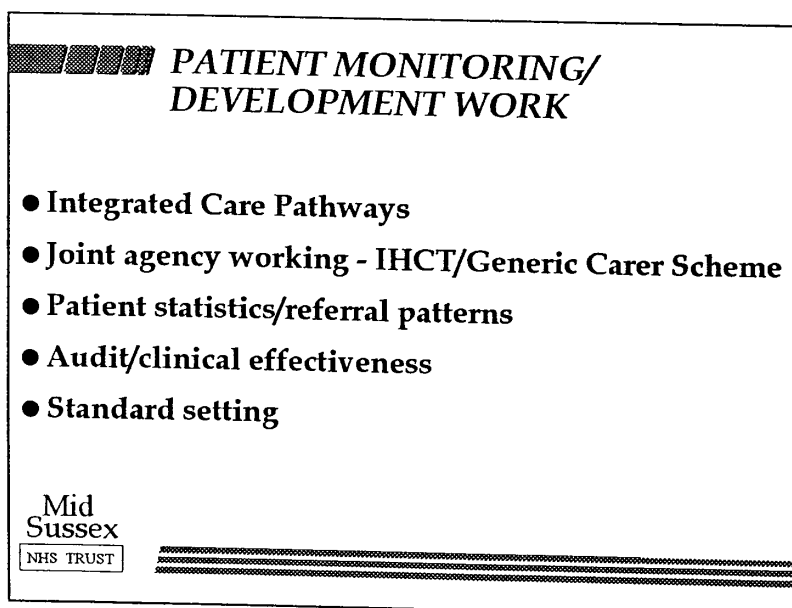 PATIENT MONITORING/
DEVELOPMENT WORK
● Integrated Care Pathways
● Joint agency working - IHCT/Generic Carer Scheme
● Patient statistics/referral patterns
● Audit/clinical effectiveness
● Standard setting
Mid
Sussex
NHS TRUST